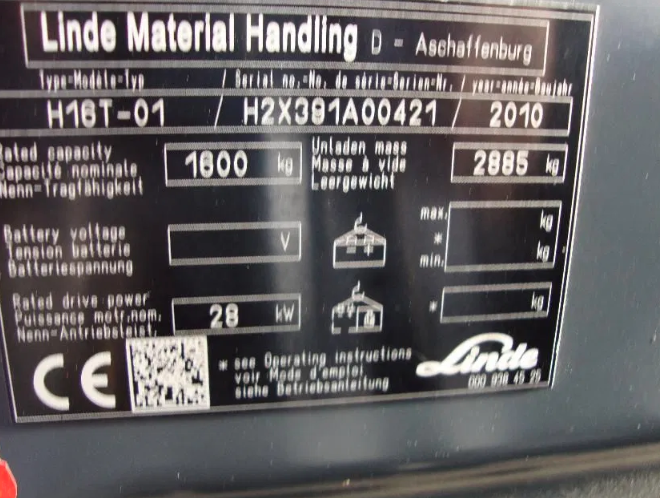 Linde Material Handling D - Aschaffenburg
Type-Modèle-Typ / Serial no.-No. de série-Serien-Nr. / year-année-Baujahr
H16T-01 / H2X391A00421 / 2010
Rated capacity
Capacité nominale
Nenn-Tragfähigkeit
1600 kg
Unladen mass
Masse à vide
Leergewicht
2885 kg
Battery voltage
Tension batterie
Batteriespannung
V
max. kg
*
min. kg
Rated drive power
Puissance motr.nom.
Nenn-Antriebsleist.
28 kW
* kg
CE
* see Operating instructions
voir Mode d'emploi
siehe Betriebsanleitung
Linde
000 938 45 25